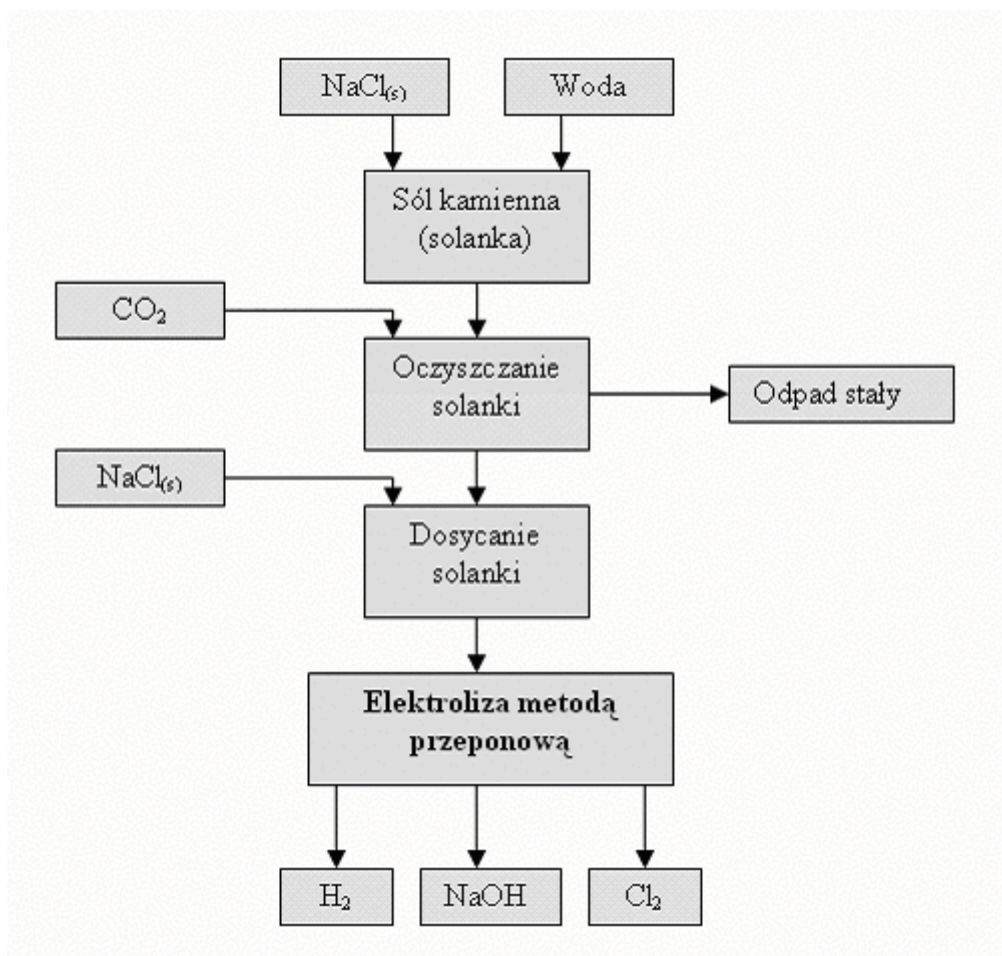 NaCl(s)
Woda
Sól kamienna
(solanka)
CO₂
Oczyszczanie
solanki
Odpad stały
NaCl(s)
Dosycanie
solanki
Elektroliza metodą
przeponową
H₂
NaOH
Cl₂